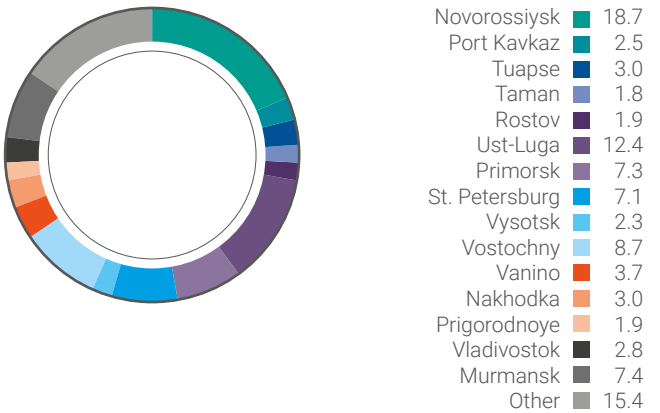 Novorossiysk 18.7
Port Kavkaz 2.5
Tuapse 3.0
Taman 1.8
Rostov 1.9
Ust-Luga 12.4
Primorsk 7.3
St. Petersburg 7.1
Vysotsk 2.3
Vostochny 8.7
Vanino 3.7
Nakhodka 3.0
Prigorodnoye 1.9
Vladivostok 2.8
Murmansk 7.4
Other 15.4